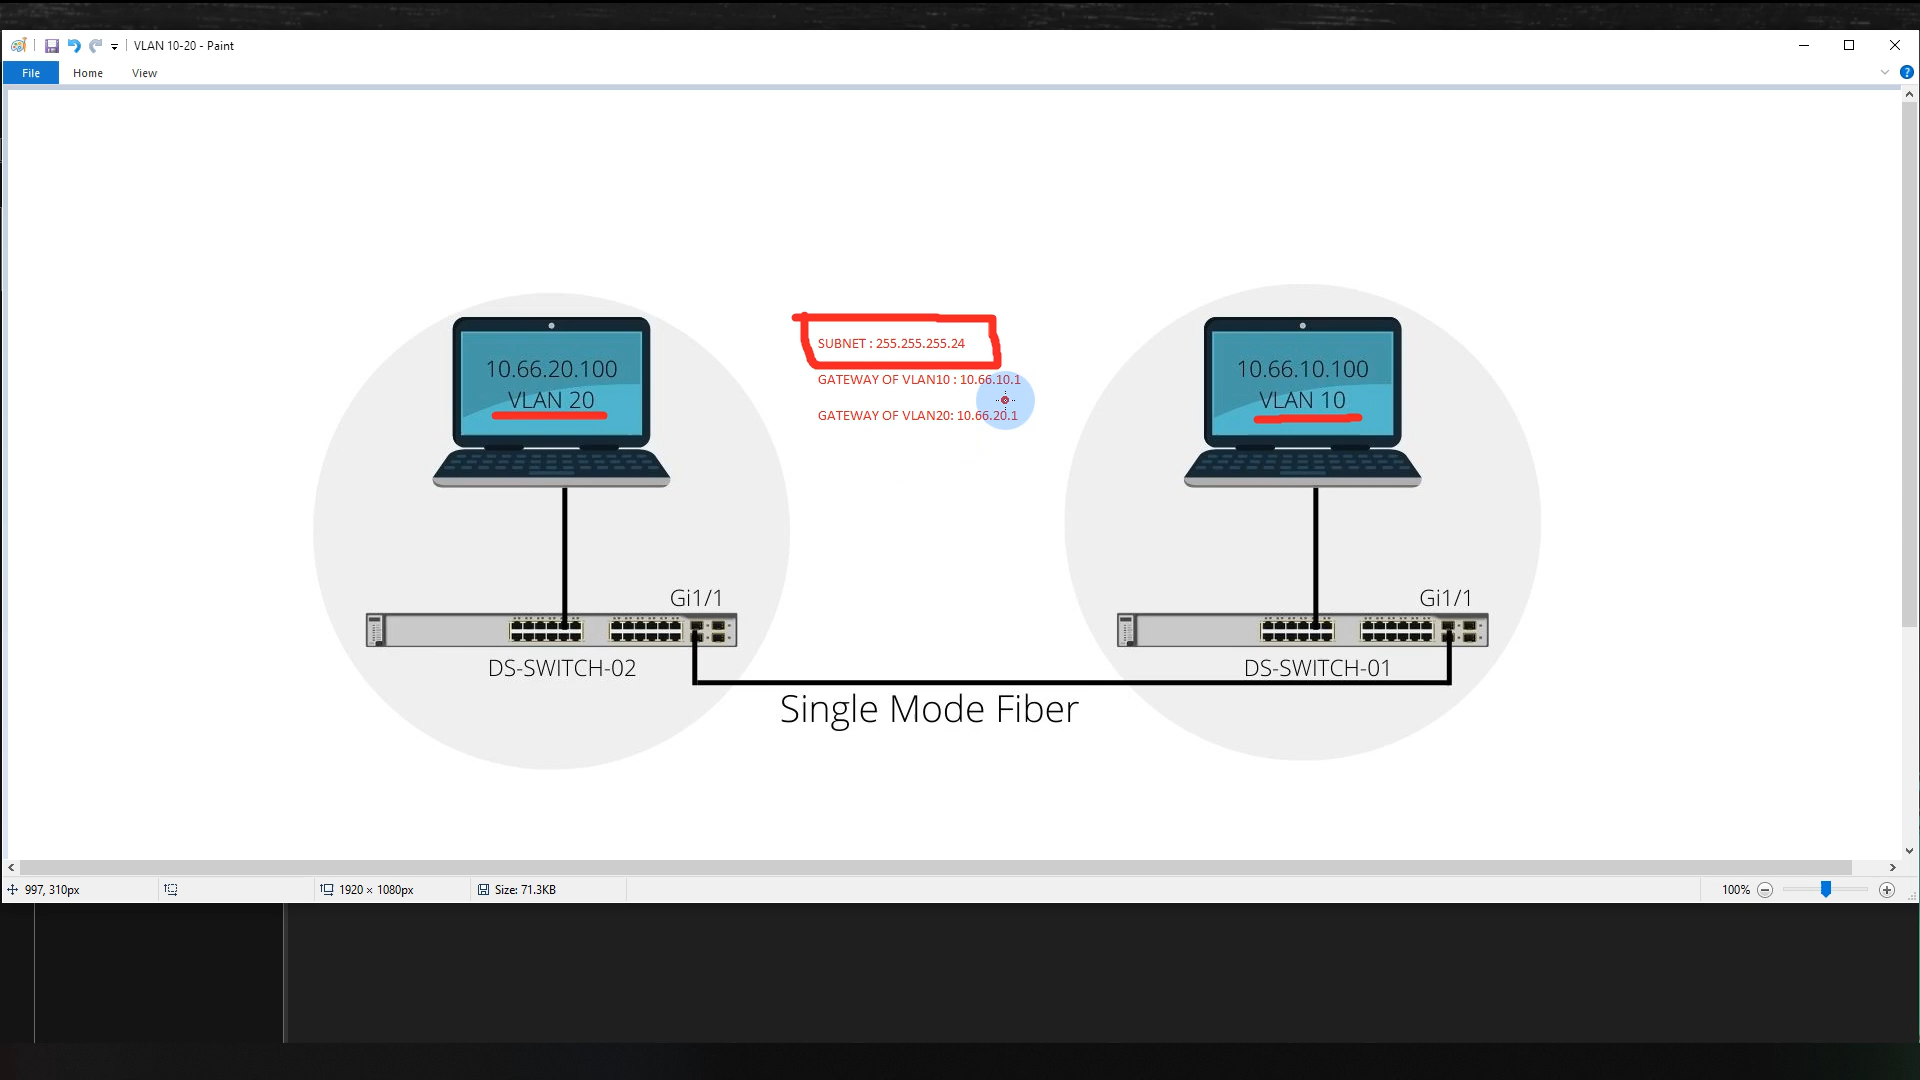 VLAN 10-20 - Paint
File Home View
SUBNET : 255.255.255.24
GATEWAY OF VLAN10 : 10.66.10.1
GATEWAY OF VLAN20: 10.66.20.1
10.66.20.100
VLAN 20
10.66.10.100
VLAN 10
Gi1/1
Gi1/1
DS-SWITCH-02
DS-SWITCH-01
Single Mode Fiber
997, 310px
1920 × 1080px
Size: 71.3KB
100%